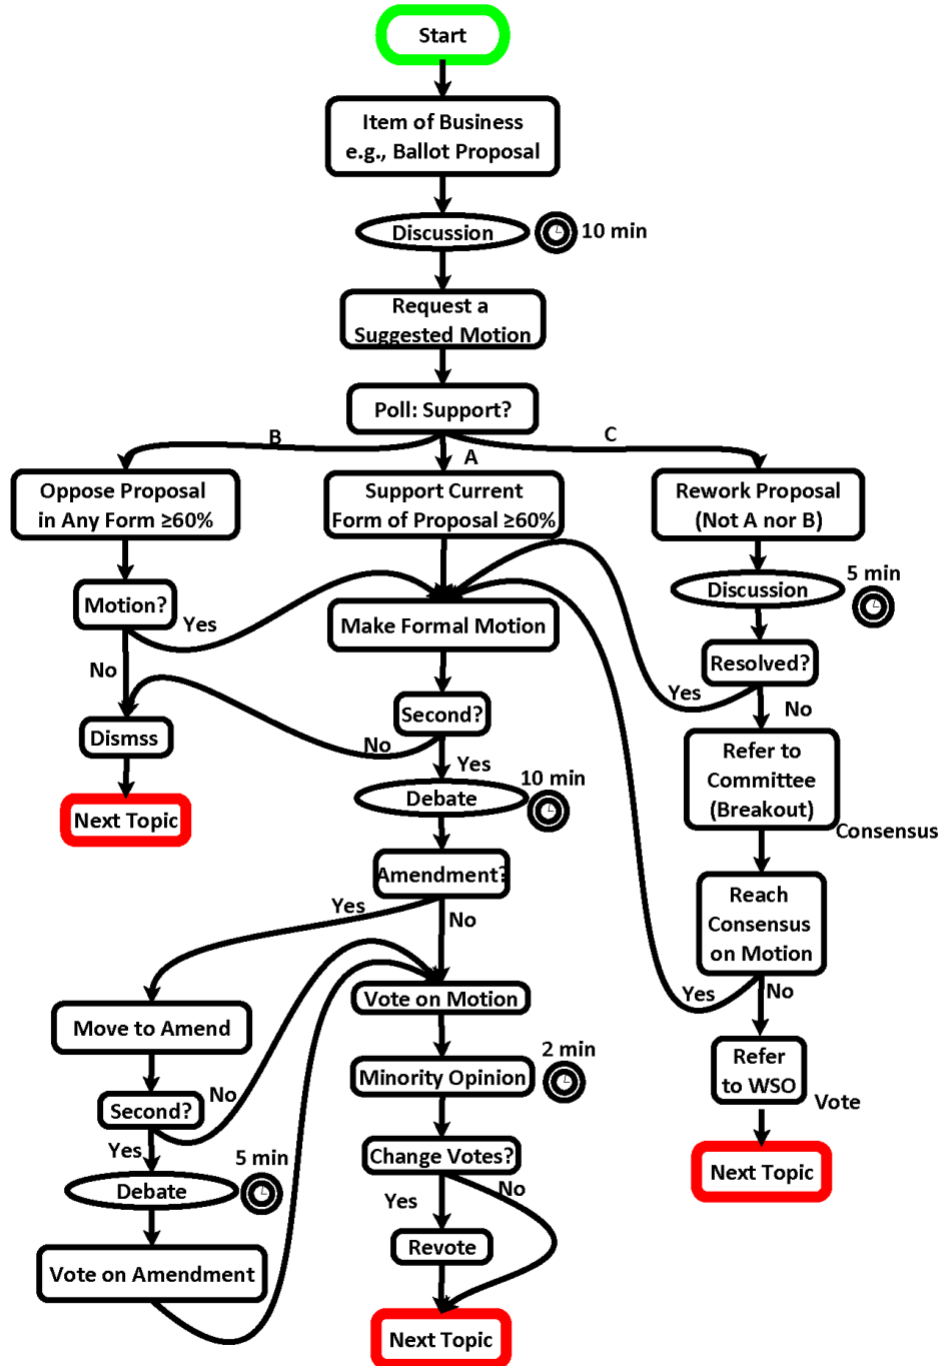 Start
Item of Business
e.g., Ballot Proposal
Discussion
10 min
Request a
Suggested Motion
Poll: Support?
B
A
C
Oppose Proposal
in Any Form ≥60%
Support Current
Form of Proposal ≥60%
Rework Proposal
(Not A nor B)
Motion?
Yes
No
Discussion
5 min
Make Formal Motion
Resolved?
Yes
No
Dismss
Next Topic
Second?
No
Yes
Debate
10 min
Refer to
Committee
(Breakout)
Consensus
Amendment?
Yes
No
Reach
Consensus
on Motion
Yes
No
Move to Amend
Second?
No
Yes
Debate
5 min
Vote on Amendment
Vote on Motion
Minority Opinion
2 min
Change Votes?
Yes
No
Revote
Next Topic
Refer
to WSO
Vote
Next Topic